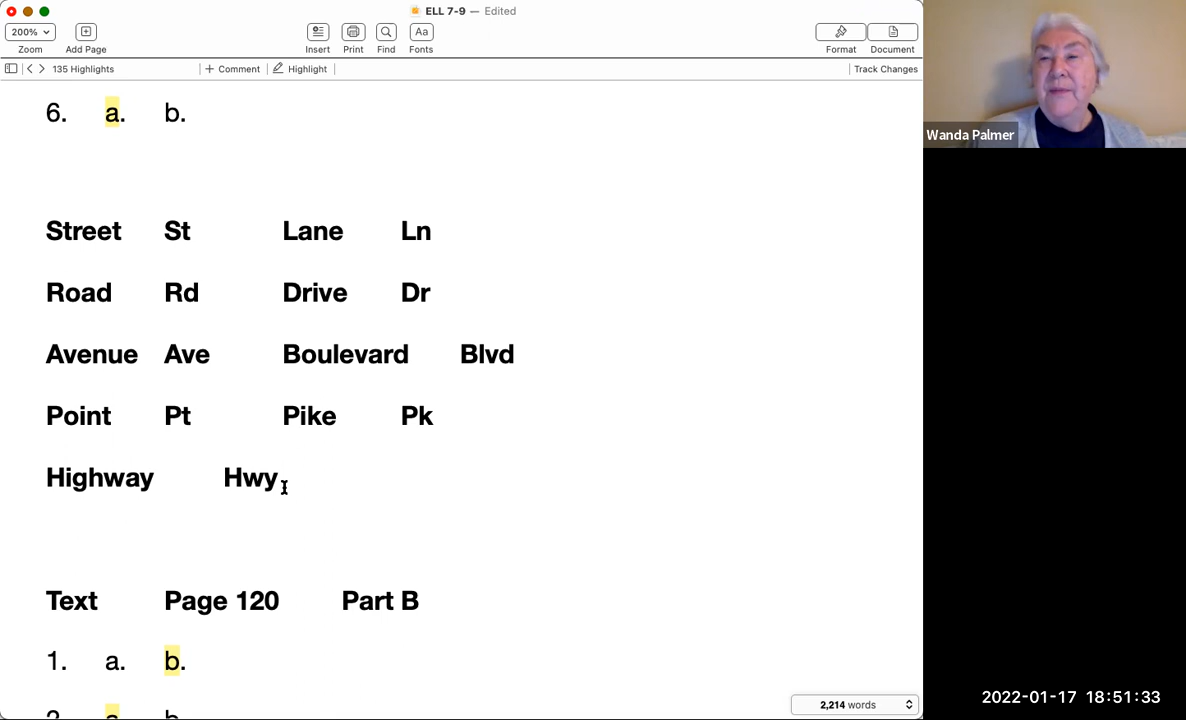 ELL 7-9 — Edited
200%
Zoom
Add Page
Insert
Print
Find
Aa
Fonts
Format
Document
135 Highlights
+ Comment
Highlight
Track Changes
6. a. b.
Street St Lane Ln
Road Rd Drive Dr
Avenue Ave Boulevard Blvd
Point Pt Pike Pk
Highway Hwy
Text Page 120 Part B
1. a. b.
2. a. b.
2,214 words
Wanda Palmer
2022-01-17 18:51:33